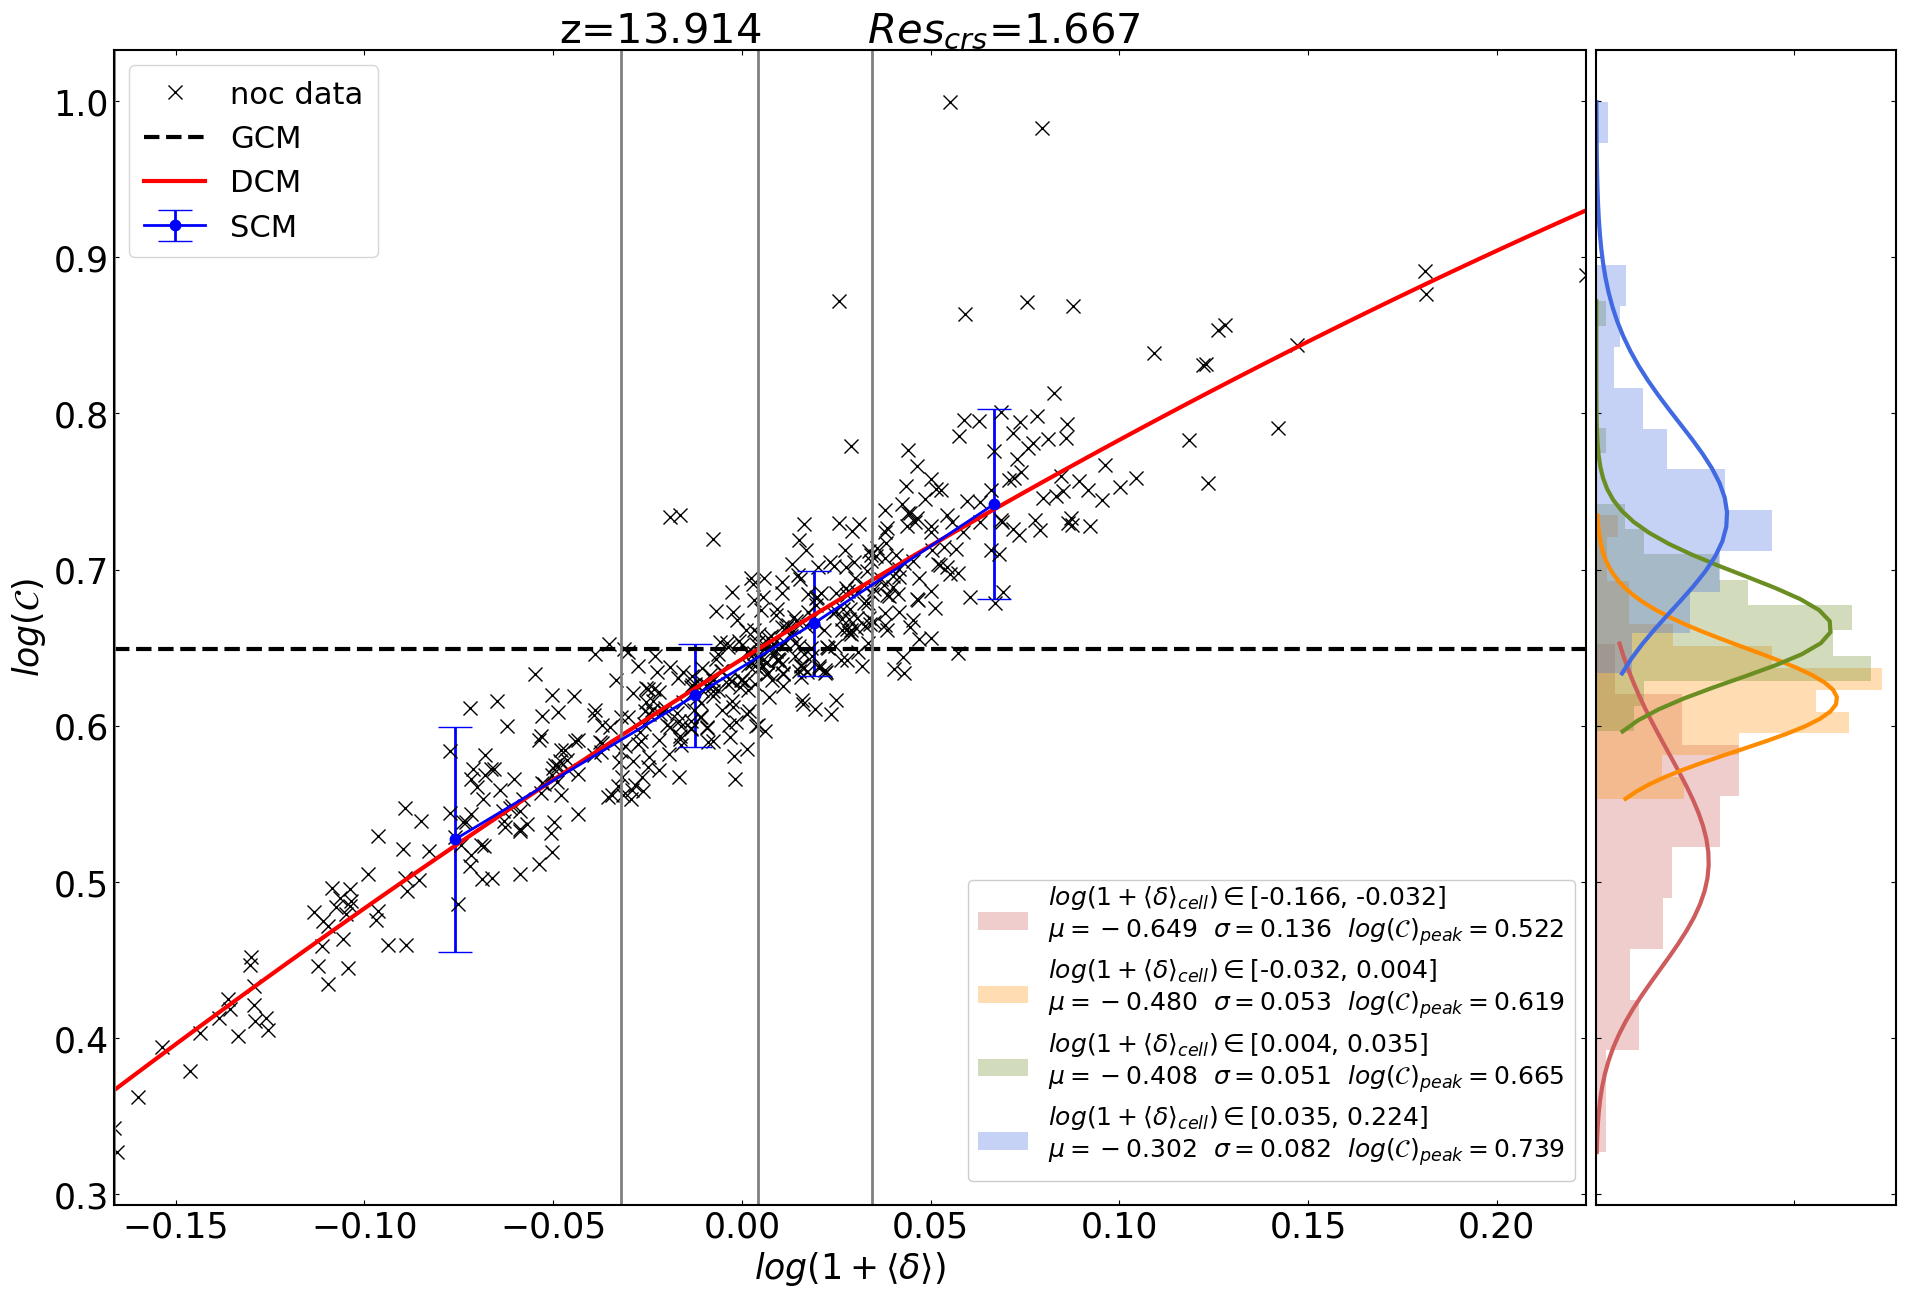 z=13.914 Res_crs=1.667
noc data
GCM
DCM
SCM
1.0
0.9
0.8
0.7
0.6
0.5
0.4
0.3
log(𝒞)
log(1 + ⟨δ⟩_cell) ∈ [-0.166, -0.032]
μ = −0.649 σ = 0.136 log(𝒞)_peak = 0.522
log(1 + ⟨δ⟩_cell) ∈ [-0.032, 0.004]
μ = −0.480 σ = 0.053 log(𝒞)_peak = 0.619
log(1 + ⟨δ⟩_cell) ∈ [0.004, 0.035]
μ = −0.408 σ = 0.051 log(𝒞)_peak = 0.665
log(1 + ⟨δ⟩_cell) ∈ [0.035, 0.224]
μ = −0.302 σ = 0.082 log(𝒞)_peak = 0.739
−0.15 −0.10 −0.05 0.00 0.05 0.10 0.15 0.20
log(1 + ⟨δ⟩)